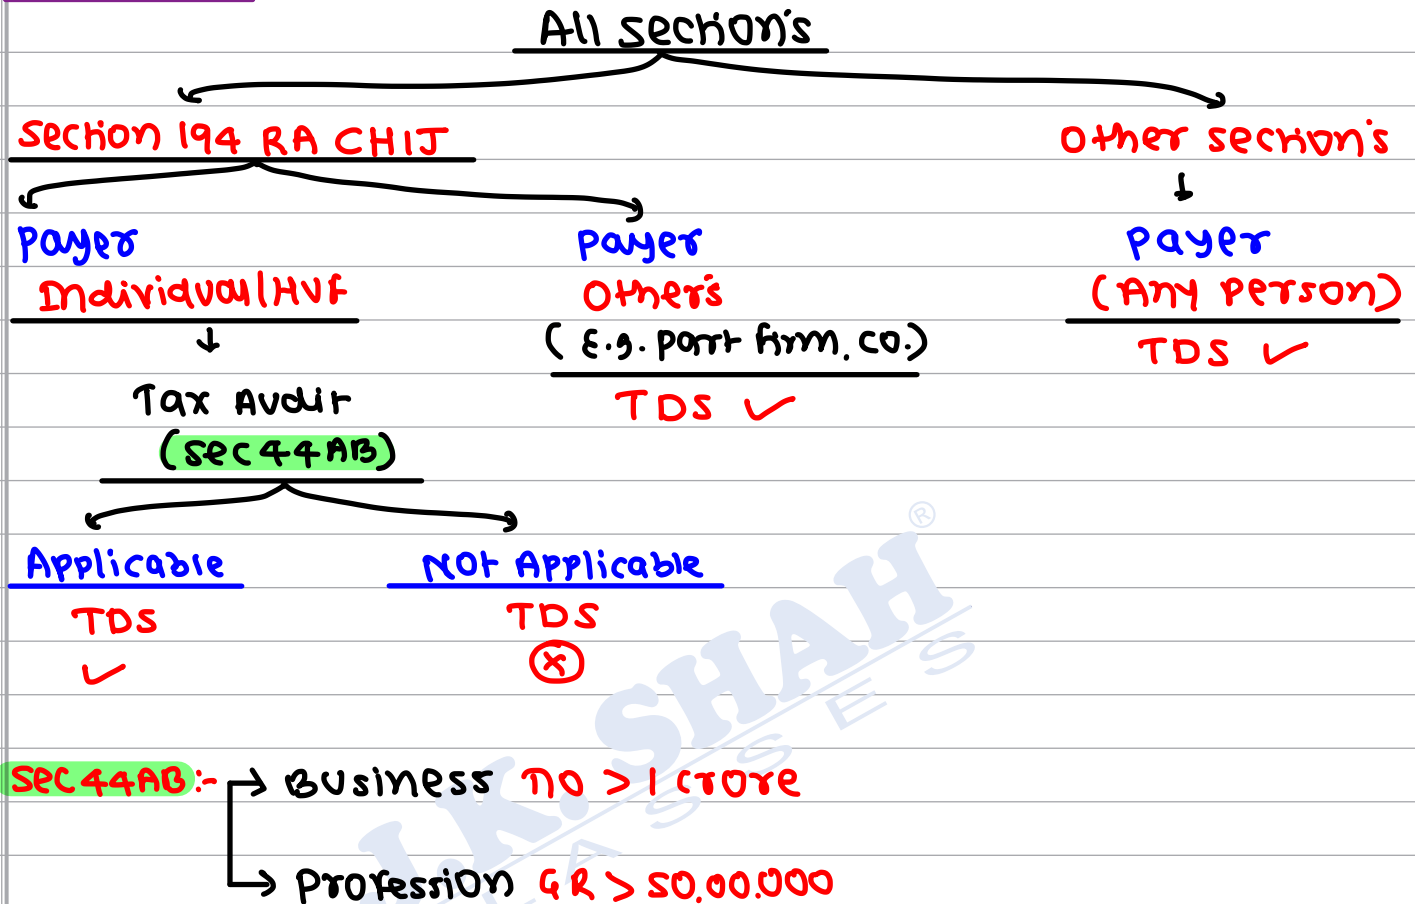 All section's
Section 194 RA CHIJ
Other section's
Payer
Payer
Payer
Individual/HUF
Others
(Any Person)
(E.g. Part firm, co.)
TDS ✓
Tax Audit
TDS ✓
(Sec 44AB)
Applicable
Not Applicable
TDS
TDS
✓
X
J.K. SHAH®
CLASSES
Sec 44AB:- → Business TO > 1 crore
→ Profession GR > 50,00,000